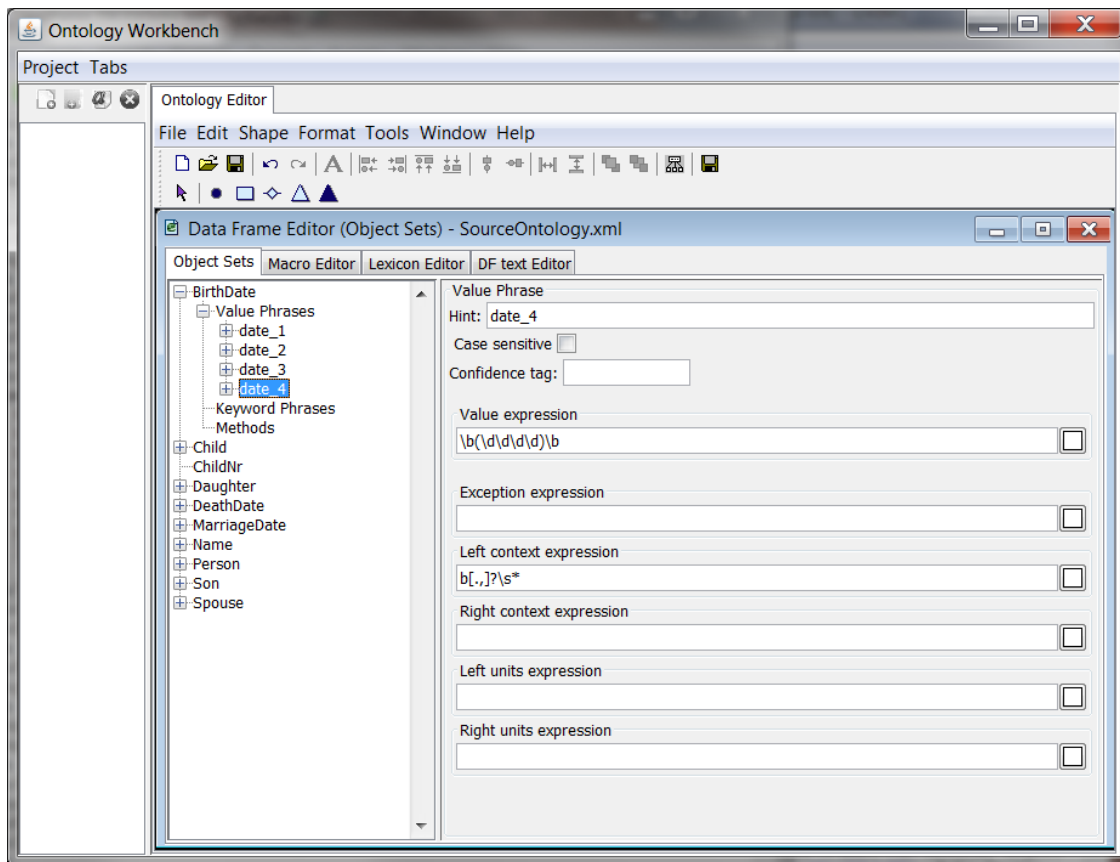 Ontology Workbench
Project Tabs
Ontology Editor
File Edit Shape Format Tools Window Help
A
Data Frame Editor (Object Sets) - SourceOntology.xml
Object Sets Macro Editor Lexicon Editor DF text Editor
BirthDate
Value Phrases
date_1
date_2
date_3
date_4
Keyword Phrases
Methods
Child
ChildNr
Daughter
DeathDate
MarriageDate
Name
Person
Son
Spouse
Value Phrase
Hint: date_4
Case sensitive
Confidence tag:
Value expression
\b(\d\d\d\d)\b
Exception expression
Left context expression
b[.,]?\s*
Right context expression
Left units expression
Right units expression